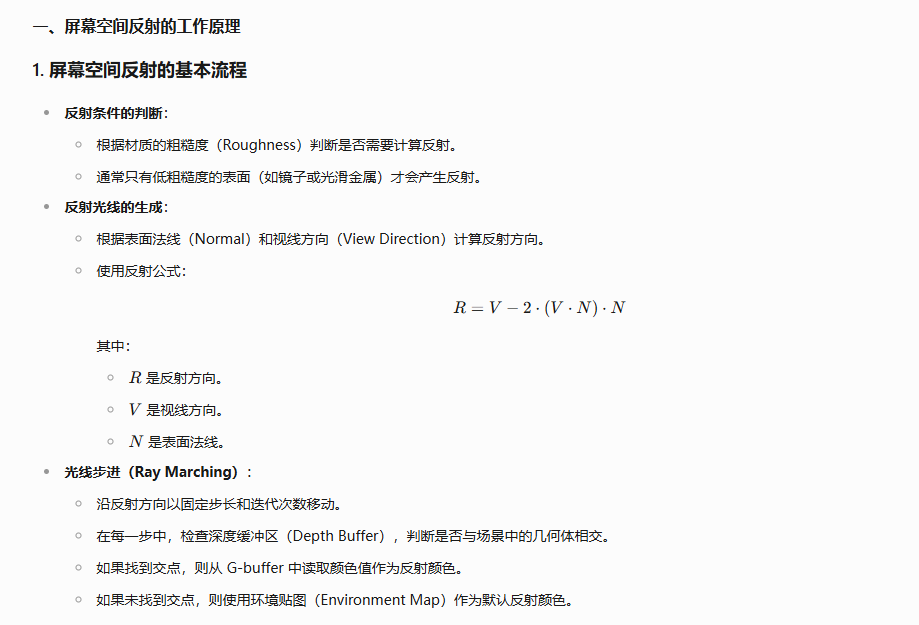 一、屏幕空间反射的工作原理
1. 屏幕空间反射的基本流程
反射条件的判断：
根据材质的粗糙度（Roughness）判断是否需要计算反射。
通常只有低粗糙度的表面（如镜子或光滑金属）才会产生反射。
反射光线的生成：
根据表面法线（Normal）和视线方向（View Direction）计算反射方向。
使用反射公式：
R = V − 2 · (V · N) · N
其中：
R 是反射方向。
V 是视线方向。
N 是表面法线。
光线步进（Ray Marching）：
沿反射方向以固定步长和迭代次数移动。
在每一步中，检查深度缓冲区（Depth Buffer），判断是否与场景中的几何体相交。
如果找到交点，则从 G-buffer 中读取颜色值作为反射颜色。
如果未找到交点，则使用环境贴图（Environment Map）作为默认反射颜色。